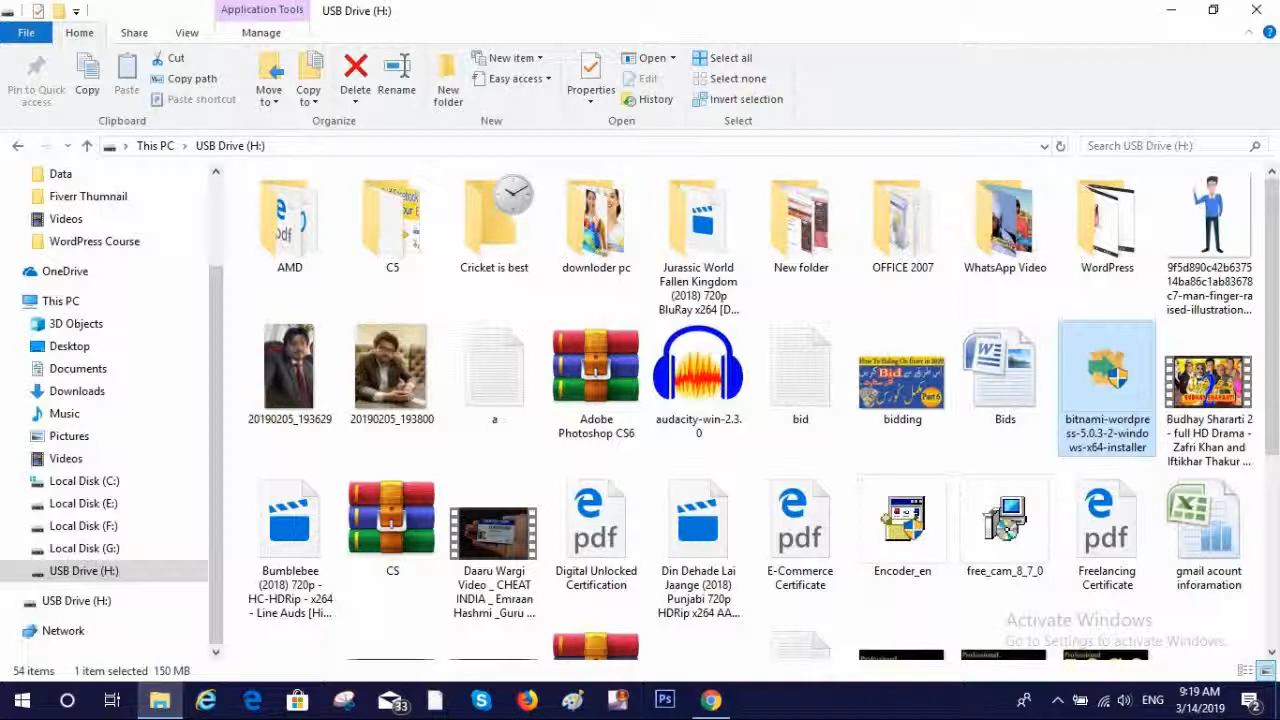 Application Tools
USB Drive (H:)
File
Home
Share
View
Manage
Pin to Quick access
Copy
Paste
Cut
Copy path
Paste shortcut
Move to
Copy to
Delete
Rename
New folder
New item
Easy access
Properties
Open
Edit
History
Select all
Select none
Invert selection
Clipboard
Organize
New
Open
Select
This PC
USB Drive (H:)
Search USB Drive (H:)
Data
Fiverr Thumbnail
Videos
WordPress Course
OneDrive
This PC
3D Objects
Desktop
Documents
Downloads
Music
Pictures
Videos
Local Disk (C:)
Local Disk (E:)
Local Disk (F:)
Local Disk (G:)
USB Drive (H:)
USB Drive (H:)
Network
AMD
C5
Cricket is best
downloder pc
Jurassic World
Fallen Kingdom
(2018) 720p
BluRay x264 [D...
New folder
OFFICE 2007
WhatsApp Video
WordPress
9f5d890c42b6375
14ba86c1ab83678
c7-man-finger-ra
ised-illustration...
20190205_193629
20190205_193800
a
Adobe
Photoshop CS6
audacity-win-2.3.
0
bid
bidding
Bids
bitnami-wordpre
ss-5.0.3-2-windo
ws-x64-installer
Budhay Shararti 2
- full HD Drama -
Zafri Khan and
Iftikhar Thakur ...
Bumblebee
(2018) 720p -
HC-HDRip - x264
- Line Auds [Hi...
CS
Daaru Wargi
Video _ CHEAT
INDIA _ Emraan
Hashmi _Guru ...
Digital Unlocked
Certification
Din Dehade Lai
Jaange (2018)
Punjabi 720p
HDRip x264 AA...
E-Commerce
Certificate
Encoder_en
free_cam_8_7_0
Freelancing
Certificate
gmail acount
inforamation
Activate Windows
Go to Settings to activate Windows.
54 items
item selected
MB
33
ENG
9:19 AM
3/14/2019
2